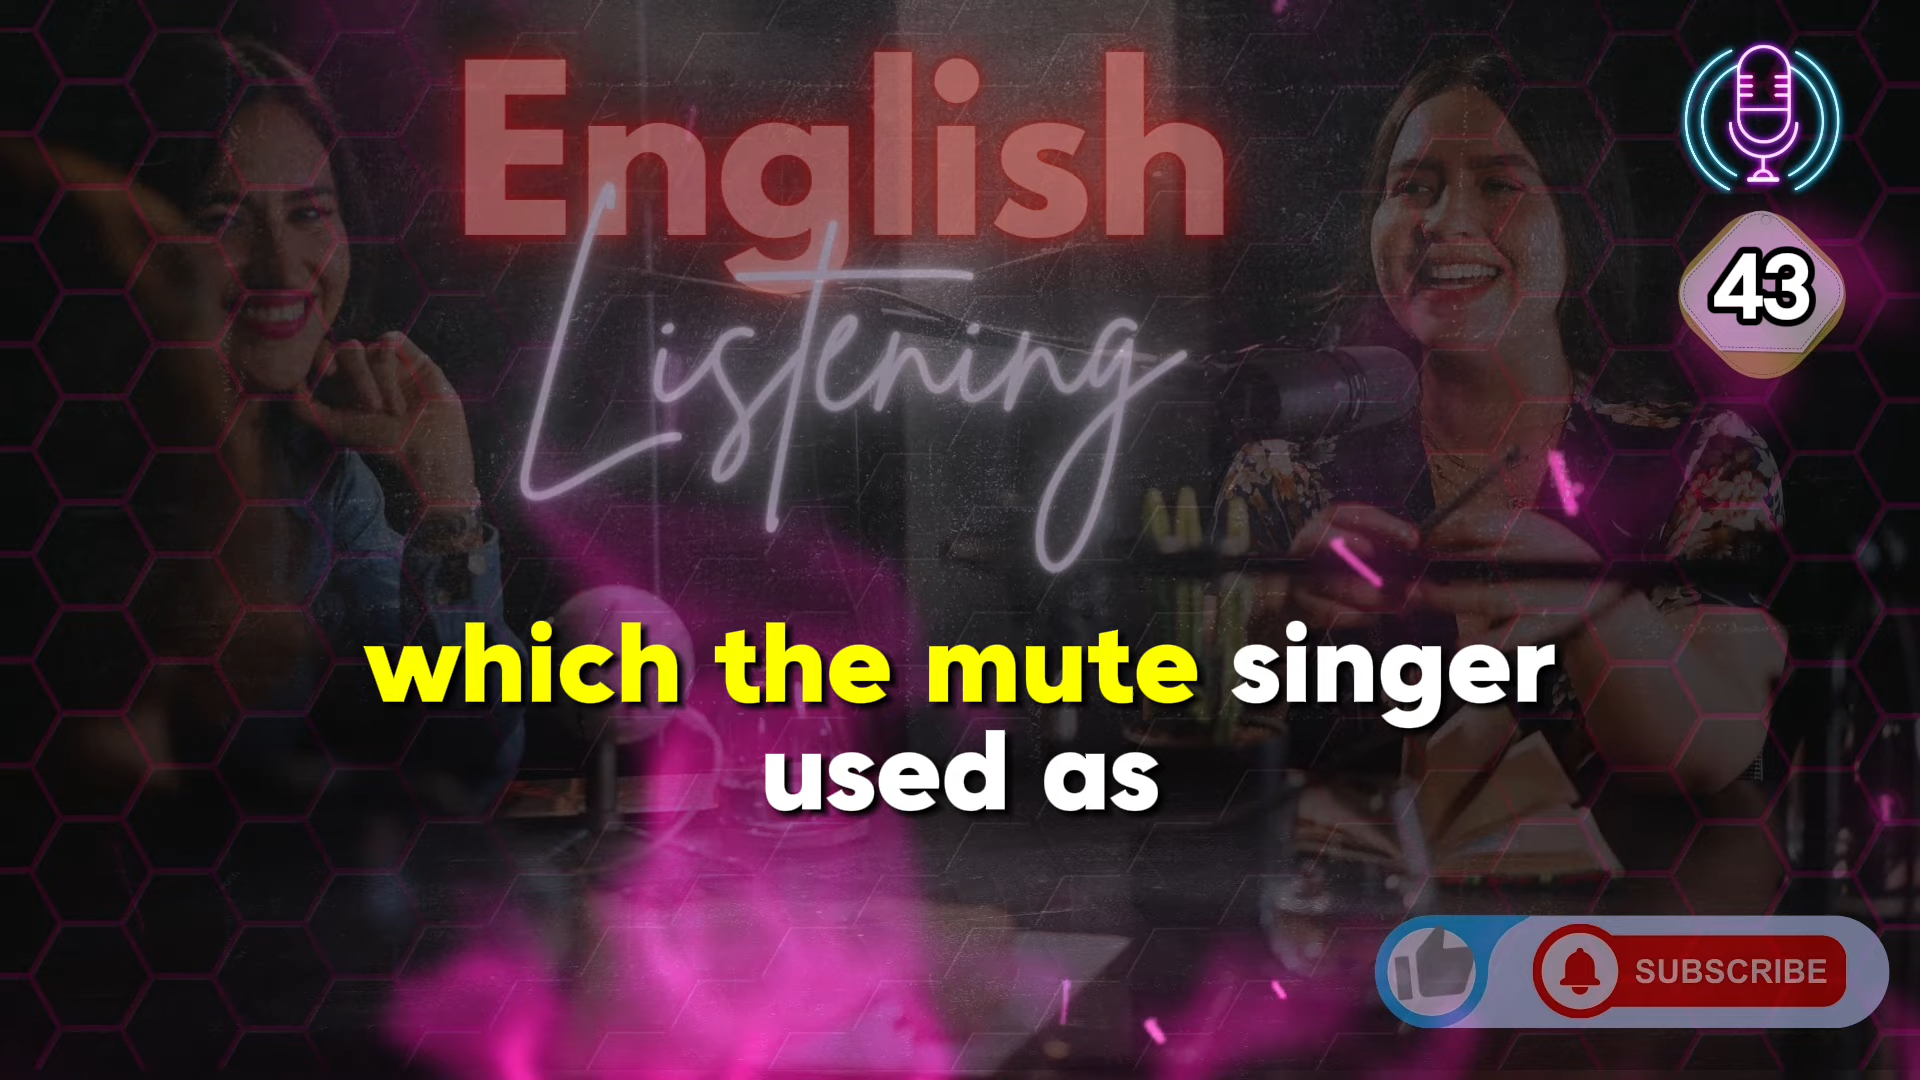 English
Listening
43
which the mute singer
used as
SUBSCRIBE